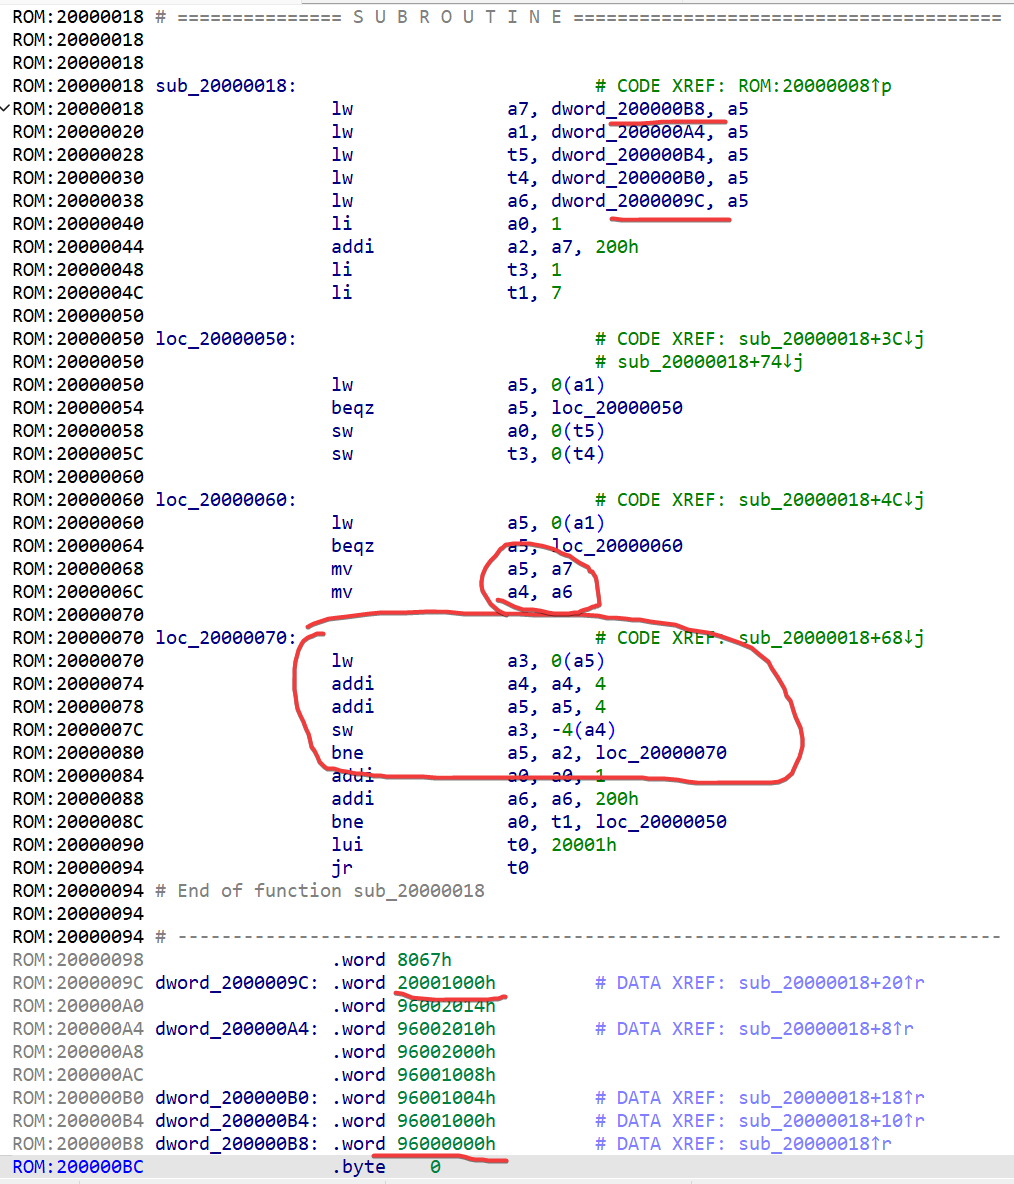 ROM:20000018 # =============== S U B R O U T I N E =======================================
ROM:20000018
ROM:20000018
ROM:20000018 sub_20000018: # CODE XREF: ROM:20000008↑p
ROM:20000018 lw a7, dword_200000B8, a5
ROM:20000020 lw a1, dword_200000A4, a5
ROM:20000028 lw t5, dword_200000B4, a5
ROM:20000030 lw t4, dword_200000B0, a5
ROM:20000038 lw a6, dword_2000009C, a5
ROM:20000040 li a0, 1
ROM:20000044 addi a2, a7, 200h
ROM:20000048 li t3, 1
ROM:2000004C li t1, 7
ROM:20000050
ROM:20000050 loc_20000050: # CODE XREF: sub_20000018+3C↓j
ROM:20000050 # sub_20000018+74↓j
ROM:20000050 lw a5, 0(a1)
ROM:20000054 beqz a5, loc_20000050
ROM:20000058 sw a0, 0(t5)
ROM:2000005C sw t3, 0(t4)
ROM:20000060
ROM:20000060 loc_20000060: # CODE XREF: sub_20000018+4C↓j
ROM:20000060 lw a5, 0(a1)
ROM:20000064 beqz a5, loc_20000060
ROM:20000068 mv a5, a7
ROM:2000006C mv a4, a6
ROM:20000070
ROM:20000070 loc_20000070: # CODE XREF: sub_20000018+68↓j
ROM:20000070 lw a3, 0(a5)
ROM:20000074 addi a4, a4, 4
ROM:20000078 addi a5, a5, 4
ROM:2000007C sw a3, -4(a4)
ROM:20000080 bne a5, a2, loc_20000070
ROM:20000084 addi a0, a0, 1
ROM:20000088 addi a6, a6, 200h
ROM:2000008C bne a0, t1, loc_20000050
ROM:20000090 lui t0, 20001h
ROM:20000094 jr t0
ROM:20000094 # End of function sub_20000018
ROM:20000094
ROM:20000094 # ---------------------------------------------------------------------------
ROM:20000098 .word 8067h
ROM:2000009C dword_2000009C: .word 20001000h # DATA XREF: sub_20000018+20↑r
ROM:200000A0 .word 96002014h
ROM:200000A4 dword_200000A4: .word 96002010h # DATA XREF: sub_20000018+8↑r
ROM:200000A8 .word 96002000h
ROM:200000AC .word 96001008h
ROM:200000B0 dword_200000B0: .word 96001004h # DATA XREF: sub_20000018+18↑r
ROM:200000B4 dword_200000B4: .word 96001000h # DATA XREF: sub_20000018+10↑r
ROM:200000B8 dword_200000B8: .word 96000000h # DATA XREF: sub_20000018↑r
ROM:200000BC .byte 0